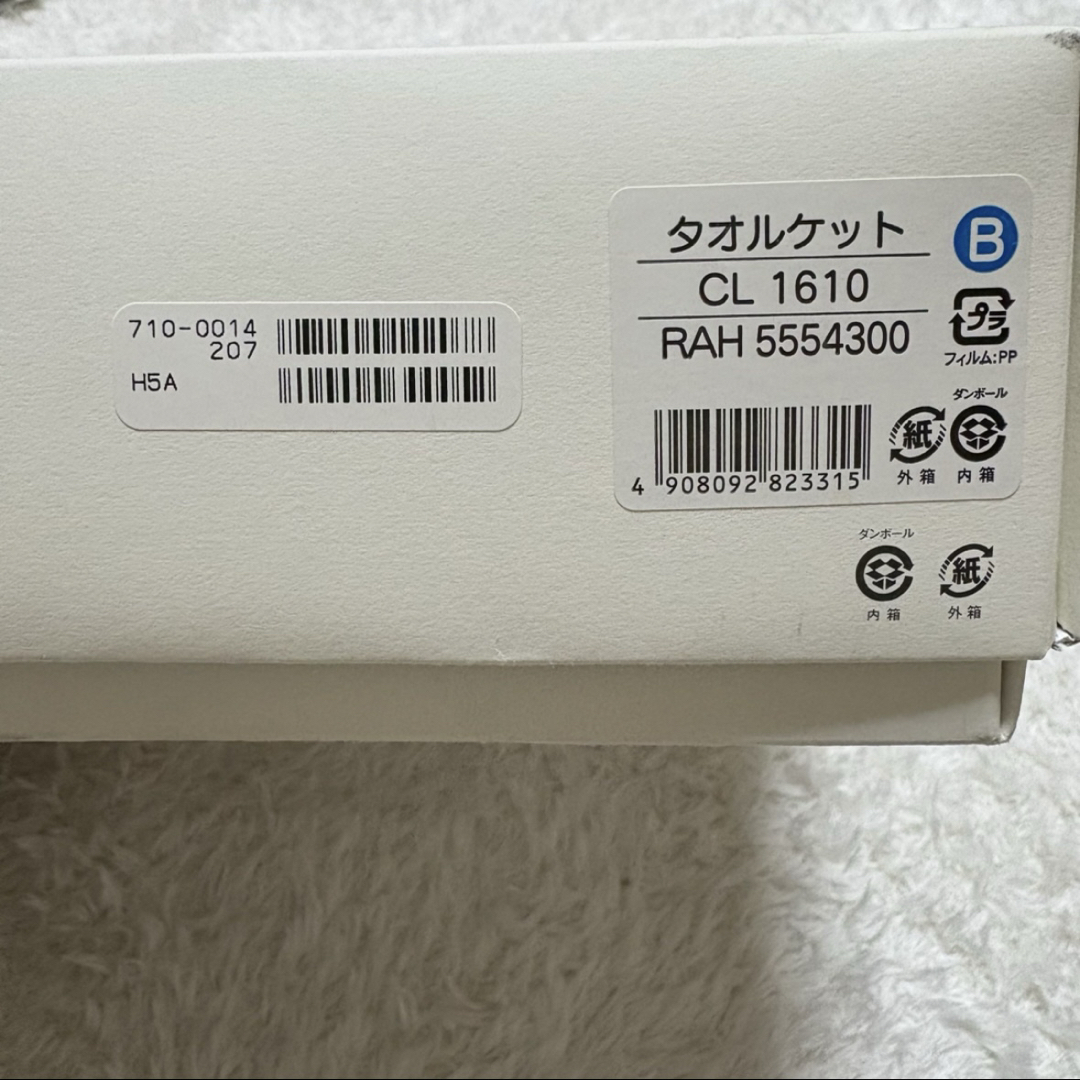 710-0014
207
H5A
タオルケット
CL 1610
RAH 5554300
B
プラ
フィルム:PP
4 908092 823315
紙
外箱
ダンボール
内箱
ダンボール
内箱
紙
外箱